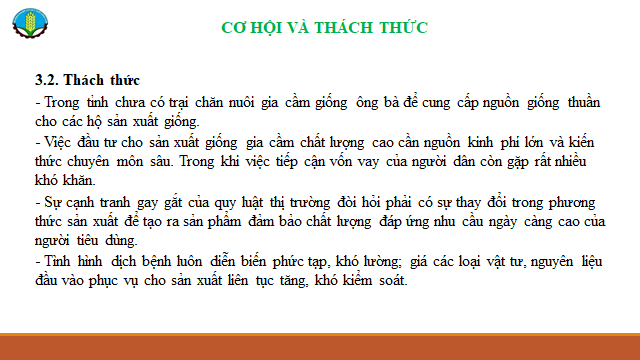 CƠ HỘI VÀ THÁCH THỨC
3.2. Thách thức
- Trong tỉnh chưa có trại chăn nuôi gia cầm giống ông bà để cung cấp nguồn giống thuần
cho các hộ sản xuất giống.
- Việc đầu tư cho sản xuất giống gia cầm chất lượng cao cần nguồn kinh phí lớn và kiến
thức chuyên môn sâu. Trong khi việc tiếp cận vốn vay của người dân còn gặp rất nhiều
khó khăn.
- Sự cạnh tranh gay gắt của quy luật thị trường đòi hỏi phải có sự thay đổi trong phương
thức sản xuất để tạo ra sản phẩm đảm bảo chất lượng đáp ứng nhu cầu ngày càng cao của
người tiêu dùng.
- Tình hình dịch bệnh luôn diễn biến phức tạp, khó lường; giá các loại vật tư, nguyên liệu
đầu vào phục vụ cho sản xuất liên tục tăng, khó kiểm soát.